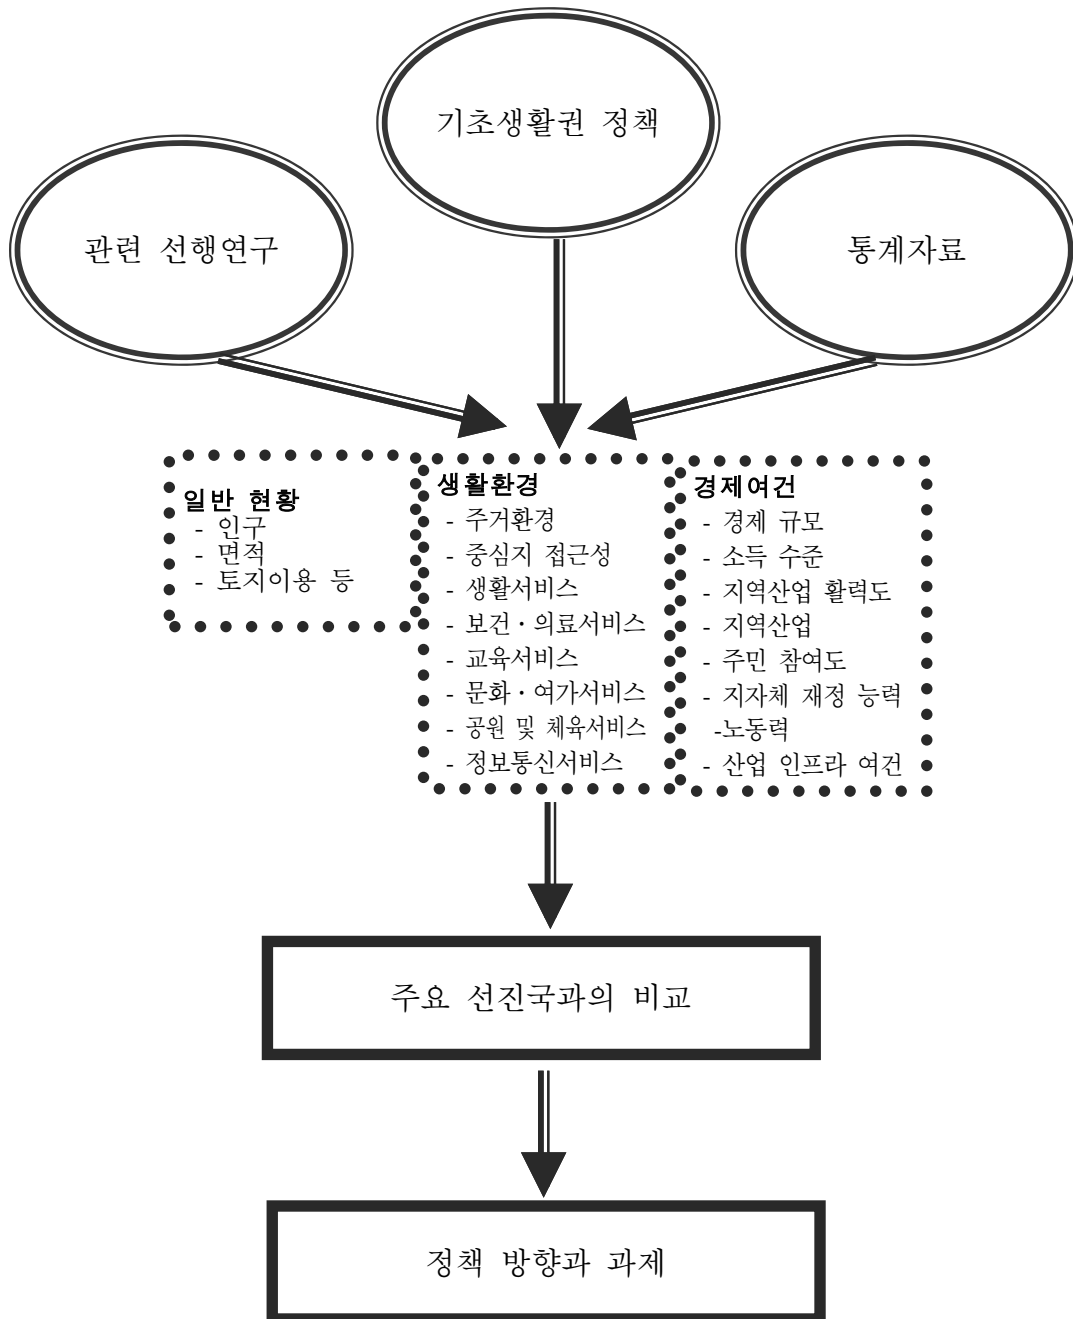 기초생활권 정책
관련 선행연구
통계자료
일반 현황
- 인구
- 면적
- 토지이용 등
생활환경
- 주거환경
- 중심지 접근성
- 생활서비스
- 보건·의료서비스
- 교육서비스
- 문화·여가서비스
- 공원 및 체육서비스
- 정보통신서비스
경제여건
- 경제 규모
- 소득 수준
- 지역산업 활력도
- 지역산업
- 주민 참여도
- 지자체 재정 능력
-노동력
- 산업 인프라 여건
주요 선진국과의 비교
정책 방향과 과제